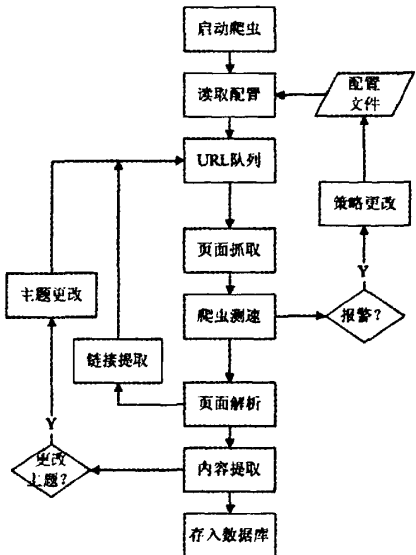 启动爬虫
读取配置
配置
文件
URL队列
策略更改
页面抓取
Y
主题更改
爬虫测速
报警?
链接提取
页面解析
Y
更改
主题?
内容提取
存入数据库